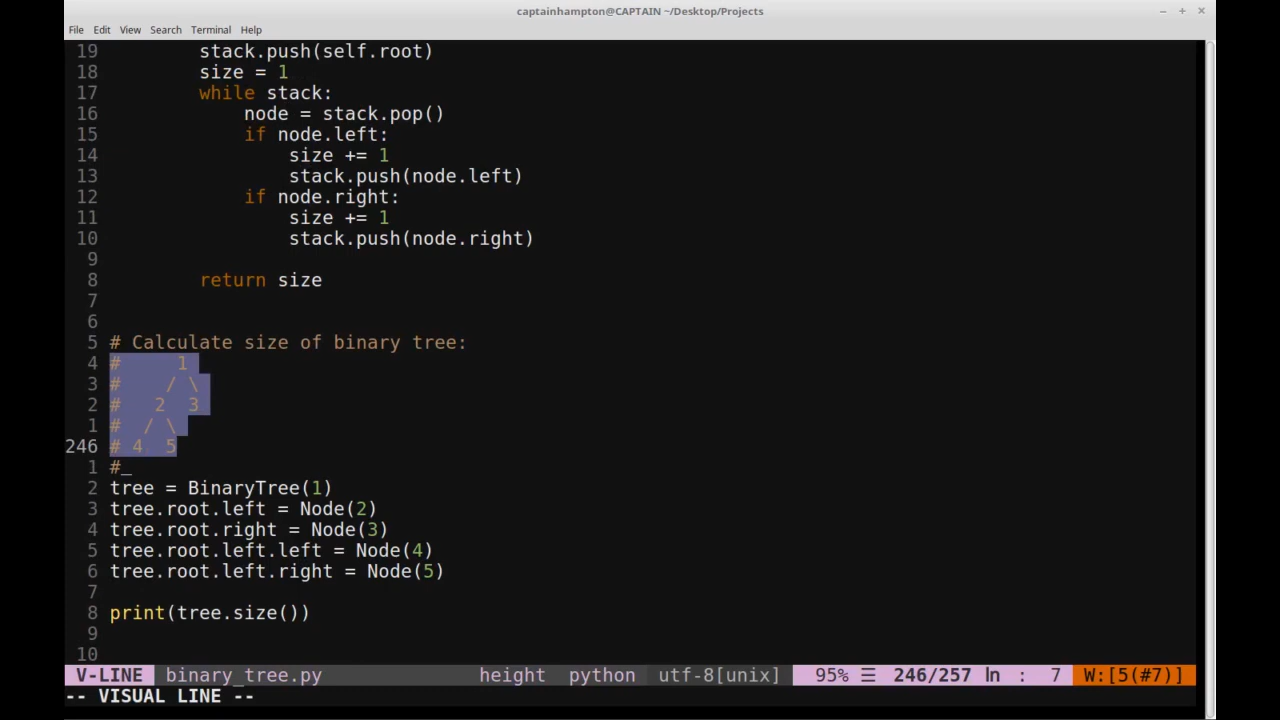 captainhampton@CAPTAIN ~/Desktop/Projects
File Edit View Search Terminal Help
19         stack.push(self.root)
18         size = 1
17         while stack:
16             node = stack.pop()
15             if node.left:
14                 size += 1
13                 stack.push(node.left)
12             if node.right:
11                 size += 1
10                 stack.push(node.right)
9
8         return size
7
6
5 # Calculate size of binary tree:
4 #     1
3 #    / \
2 #   2  3
1 #  / \
246 # 4  5
1 #_
2 tree = BinaryTree(1)
3 tree.root.left = Node(2)
4 tree.root.right = Node(3)
5 tree.root.left.left = Node(4)
6 tree.root.left.right = Node(5)
7
8 print(tree.size())
9
10
V-LINE binary_tree.py height python utf-8[unix] 95% ☰ 246/257 ln : 7 W:[5(#7)]
-- VISUAL LINE --